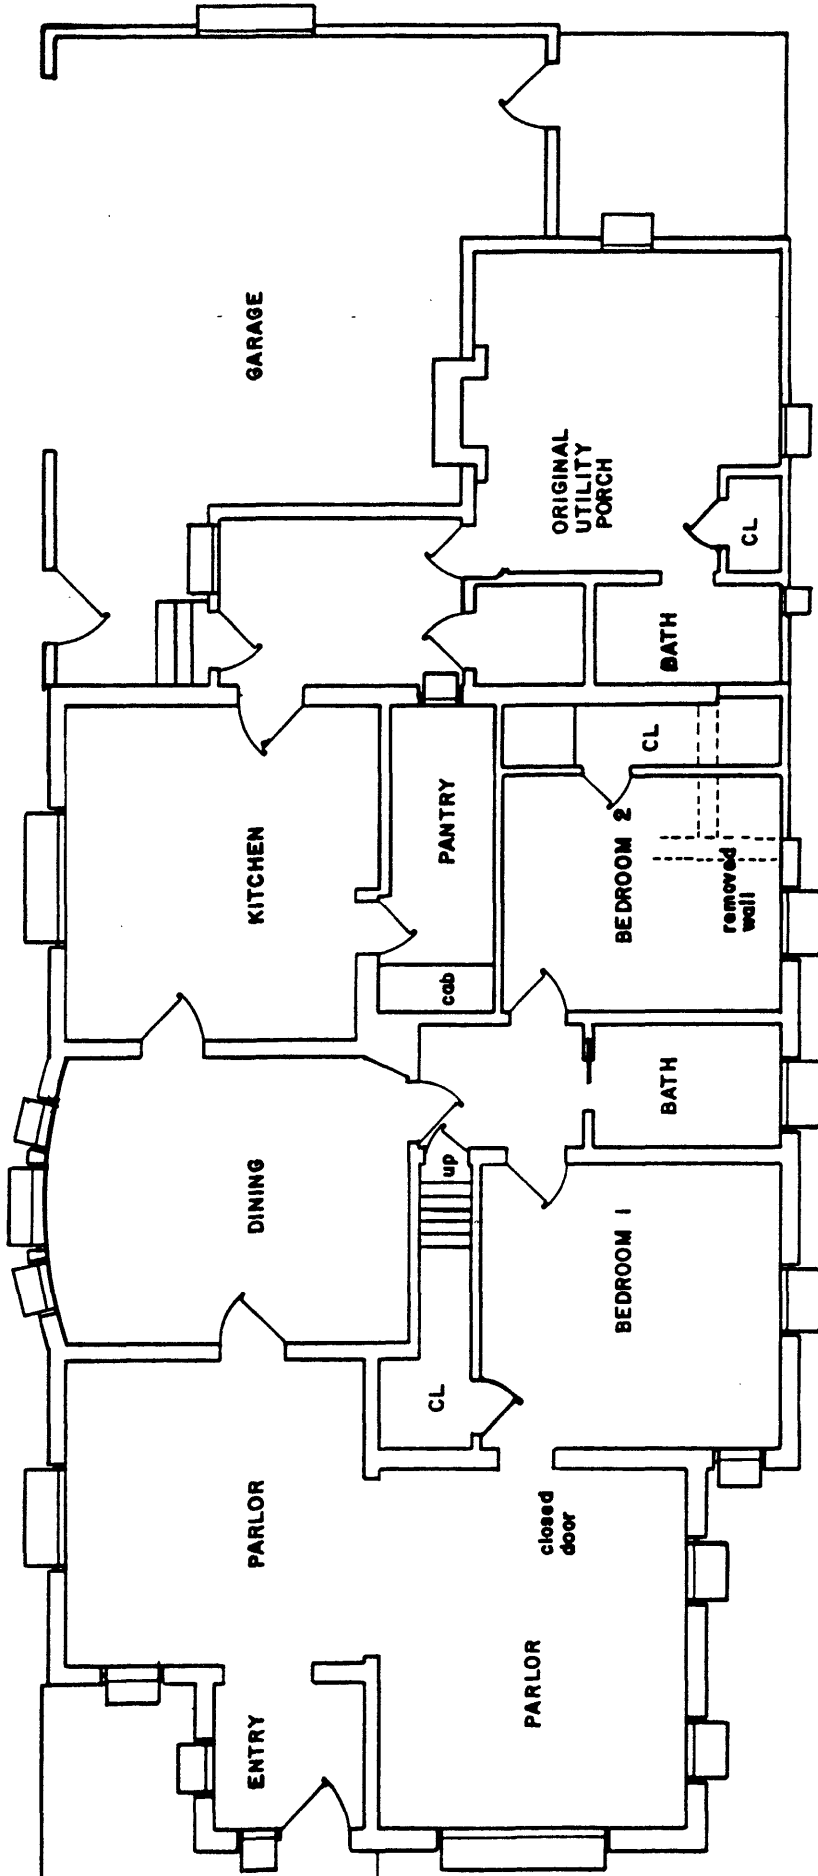 GARAGE
ORIGINAL
UTILITY
PORCH
CL
BATH
CL
KITCHEN
PANTRY
cab
BEDROOM 2
removed
wall
BATH
DINING
up
BEDROOM 1
CL
PARLOR
closed
door
PARLOR
ENTRY